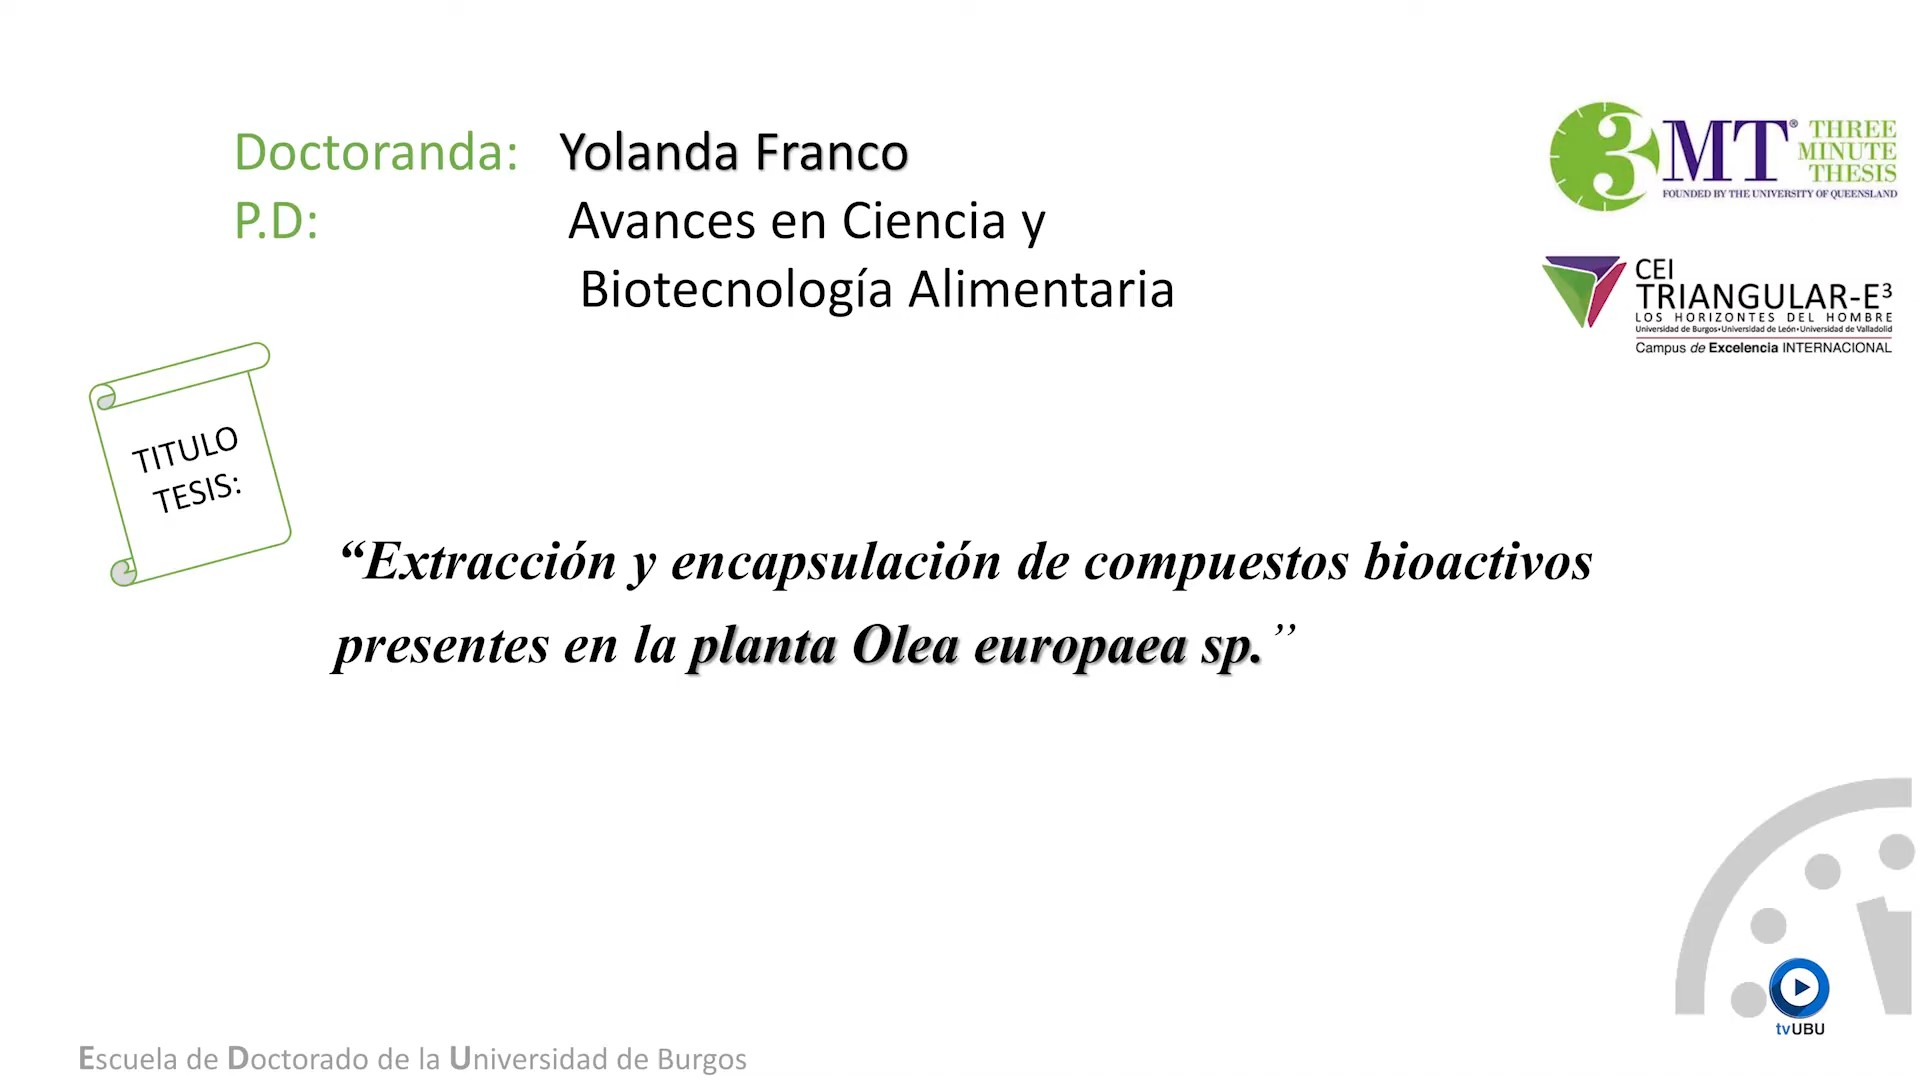 Doctoranda: Yolanda Franco
P.D: Avances en Ciencia y
Biotecnología Alimentaria
3MT® THREE
MINUTE
THESIS
FOUNDED BY THE UNIVERSITY OF QUEENSLAND
CEI
TRIANGULAR-E³
LOS HORIZONTES DEL HOMBRE
Universidad de Burgos•Universidad de León•Universidad de Valladolid
Campus de Excelencia INTERNACIONAL
TITULO
TESIS:
“Extracción y encapsulación de compuestos bioactivos
presentes en la planta Olea europaea sp.”
tvUBU
Escuela de Doctorado de la Universidad de Burgos